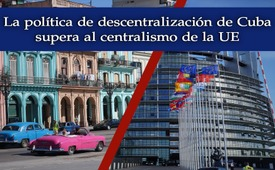 La política de descentralización de Cuba
supera al centralismo de la UE